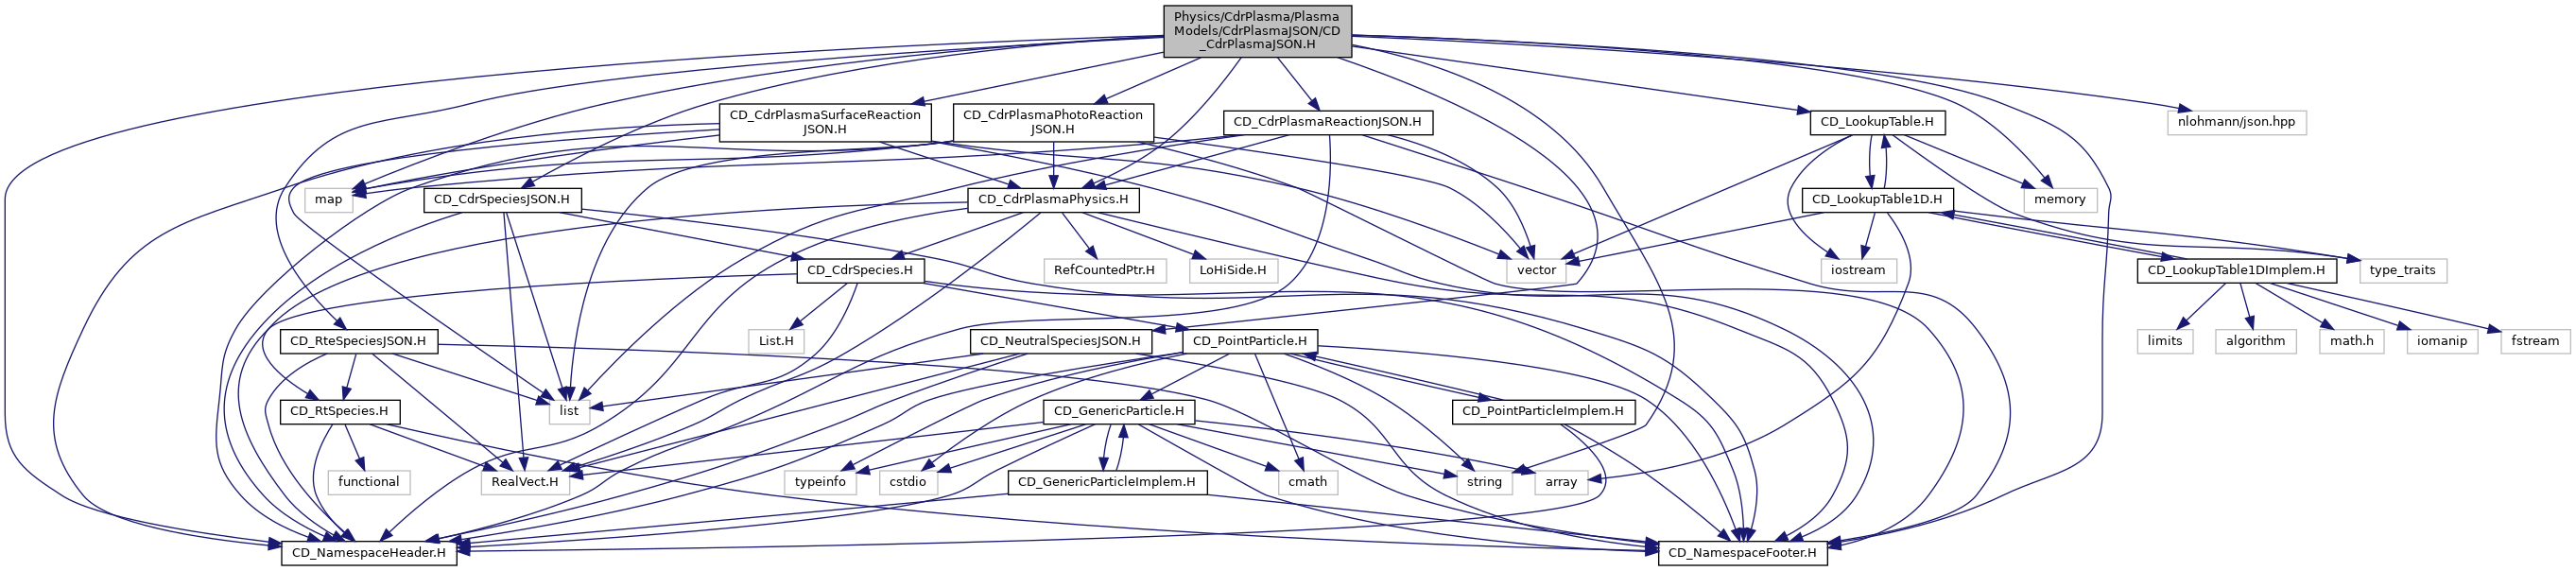 Physics/CdrPlasma/Plasma
Models/CdrPlasmaJSON/CD
_CdrPlasmaJSON.H
CD_CdrPlasmaSurfaceReaction
JSON.H
CD_CdrPlasmaPhotoReaction
JSON.H
CD_CdrPlasmaReactionJSON.H
CD_LookupTable.H
nlohmann/json.hpp
map
CD_CdrSpeciesJSON.H
CD_CdrPlasmaPhysics.H
CD_LookupTable1D.H
memory
CD_CdrSpecies.H
RefCountedPtr.H
LoHiSide.H
vector
iostream
CD_LookupTable1DImplem.H
type_traits
CD_RteSpeciesJSON.H
List.H
CD_NeutralSpeciesJSON.H
CD_PointParticle.H
limits
algorithm
math.h
iomanip
fstream
CD_RtSpecies.H
list
CD_GenericParticle.H
CD_PointParticleImplem.H
functional
RealVect.H
typeinfo
cstdio
CD_GenericParticleImplem.H
cmath
string
array
CD_NamespaceHeader.H
CD_NamespaceFooter.H